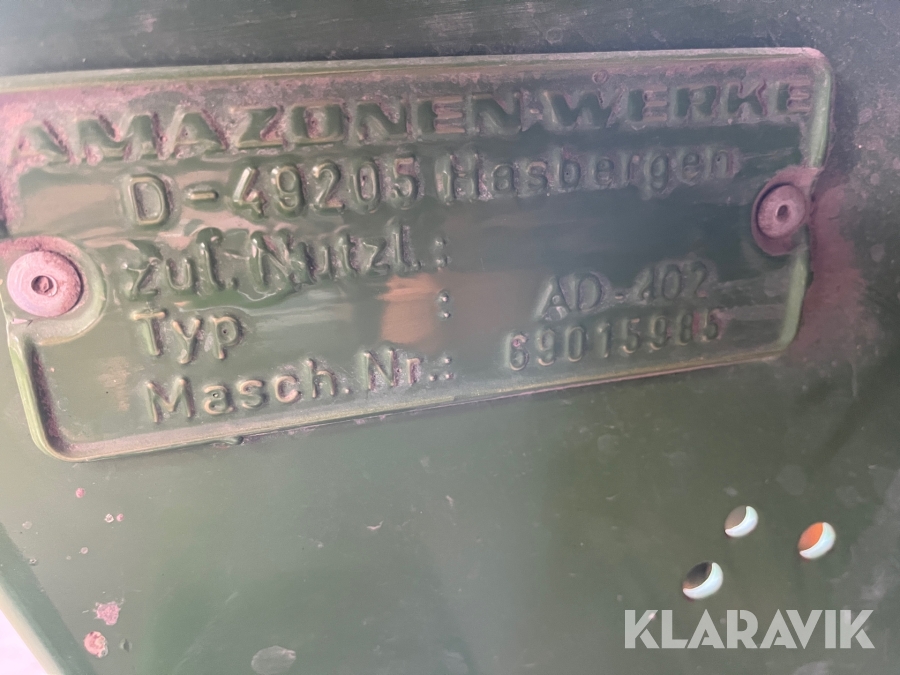 AMAZONEN-WERKE
D-49205 Hasbergen
zul. Nutzl.:
Typ : AD-402
Masch.Nr.: 69015985
KLARAVIK